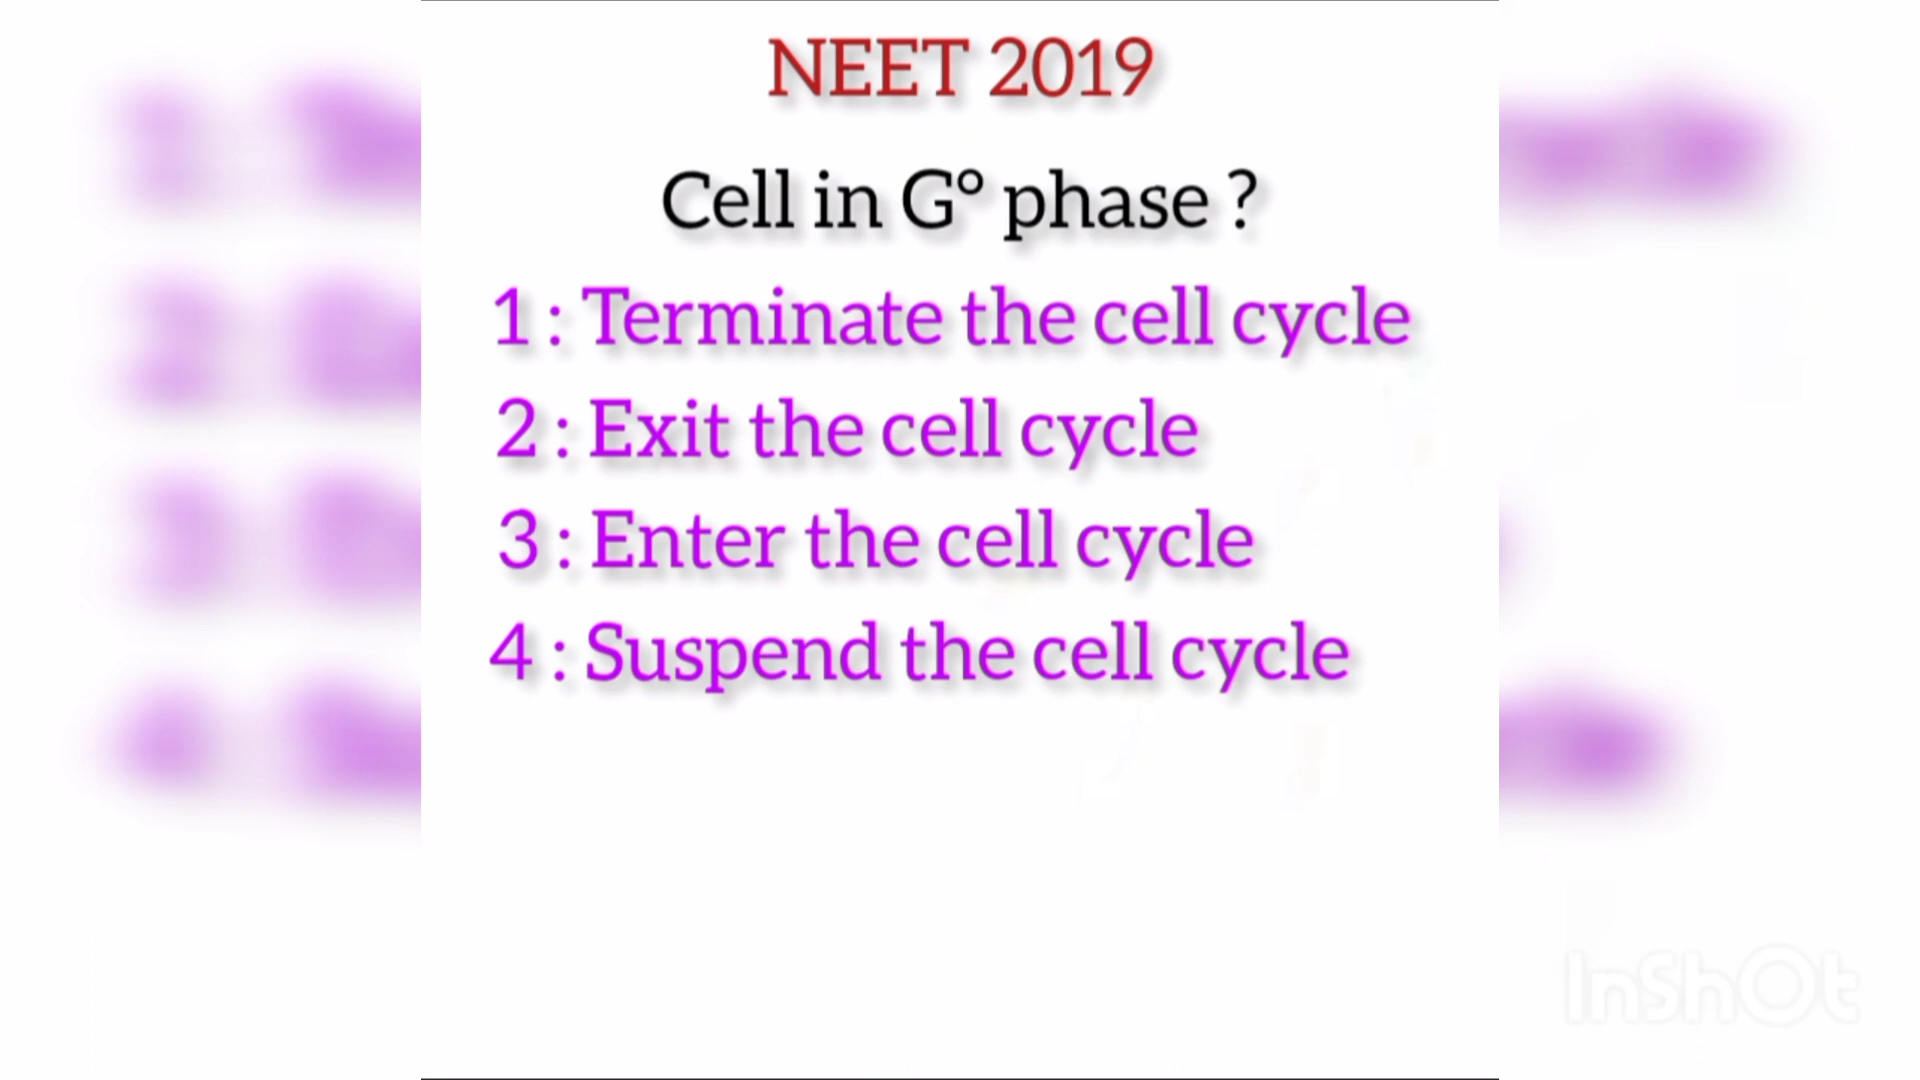 NEET 2019
Cell in G° phase ?
1 : Terminate the cell cycle
2 : Exit the cell cycle
3 : Enter the cell cycle
4 : Suspend the cell cycle
InShOt